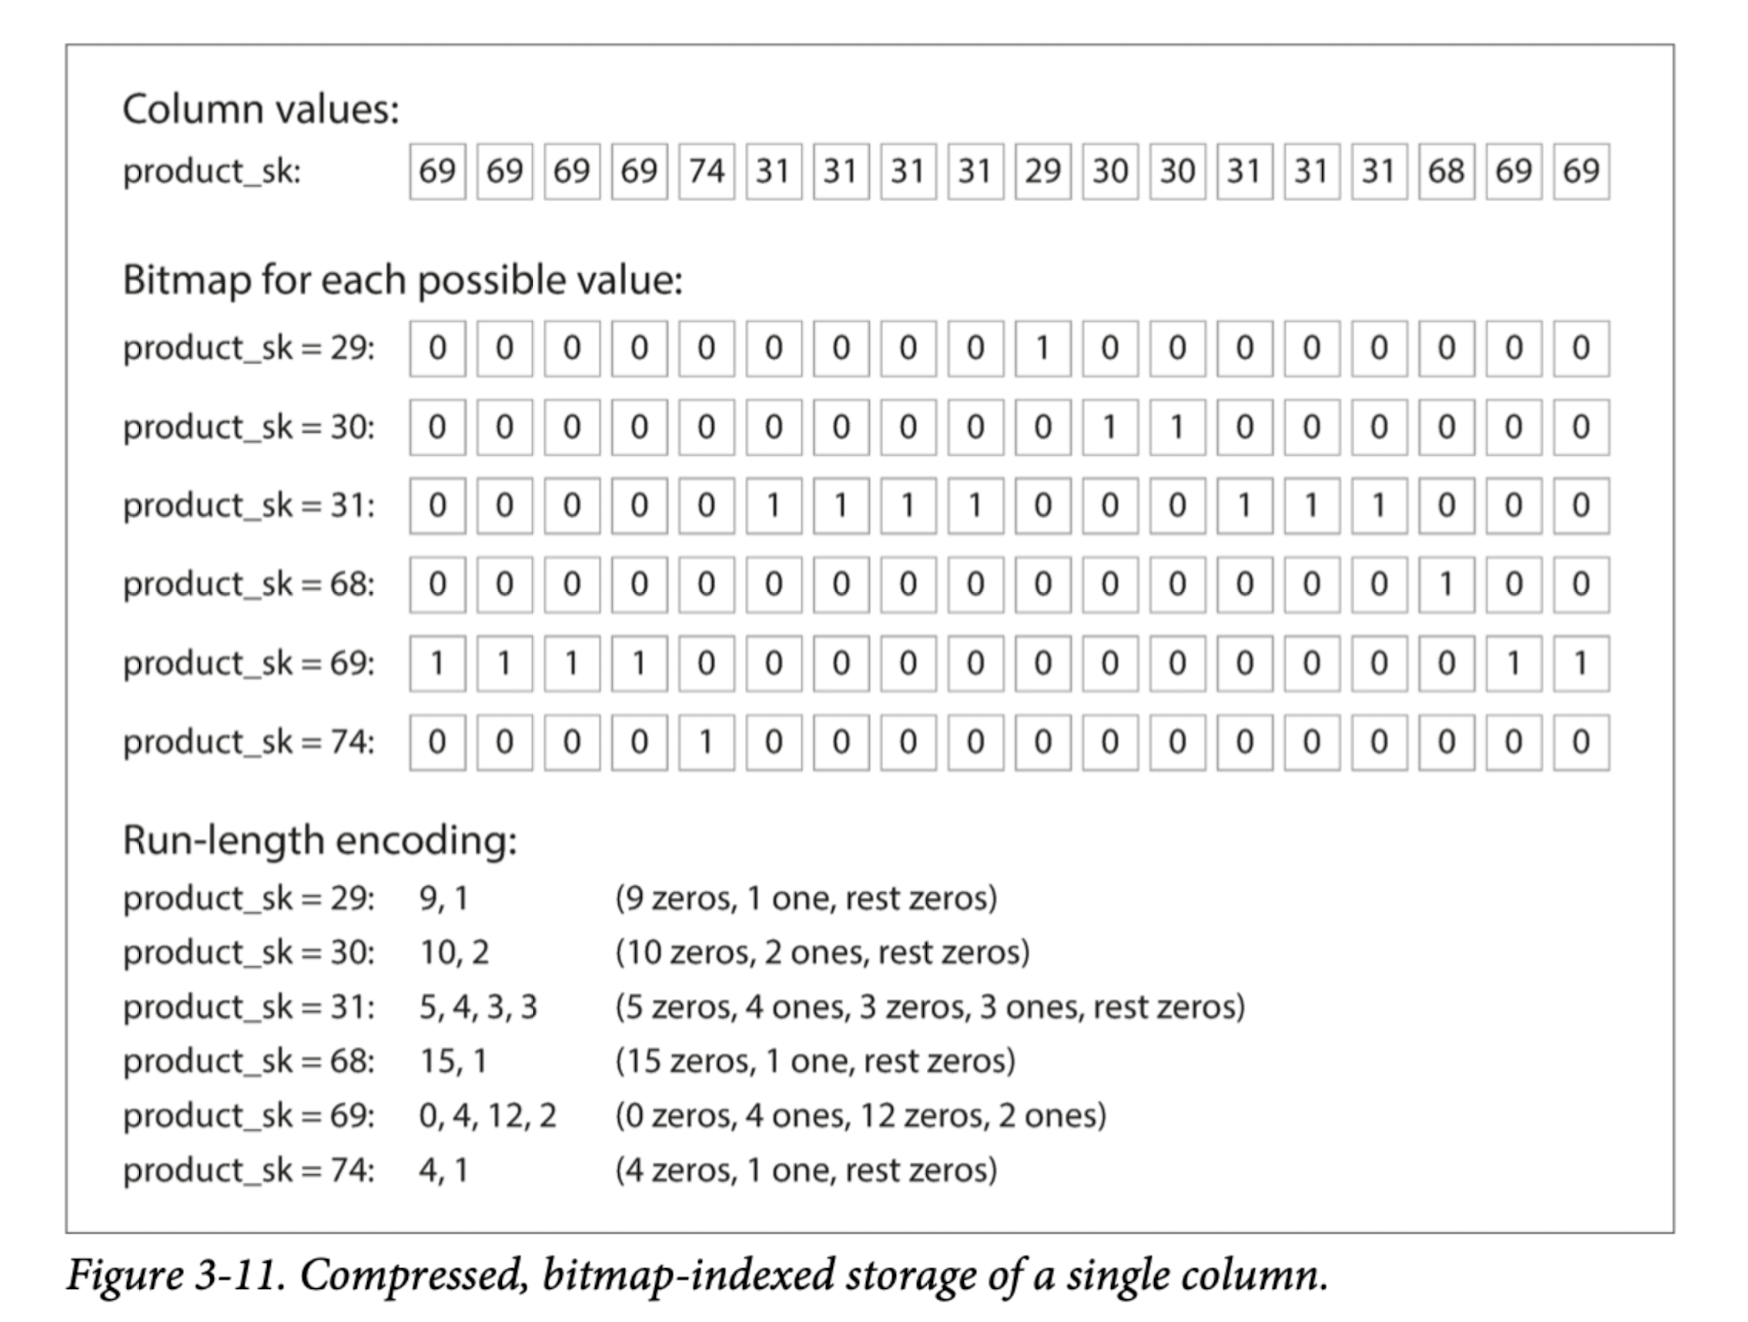 Column values:
product_sk: 69 69 69 69 74 31 31 31 31 29 30 30 31 31 31 68 69 69
Bitmap for each possible value:
product_sk = 29: 0 0 0 0 0 0 0 0 0 1 0 0 0 0 0 0 0 0
product_sk = 30: 0 0 0 0 0 0 0 0 0 0 1 1 0 0 0 0 0 0
product_sk = 31: 0 0 0 0 0 1 1 1 1 0 0 0 1 1 1 0 0 0
product_sk = 68: 0 0 0 0 0 0 0 0 0 0 0 0 0 0 0 1 0 0
product_sk = 69: 1 1 1 1 0 0 0 0 0 0 0 0 0 0 0 0 1 1
product_sk = 74: 0 0 0 0 1 0 0 0 0 0 0 0 0 0 0 0 0 0
Run-length encoding:
product_sk = 29: 9, 1 (9 zeros, 1 one, rest zeros)
product_sk = 30: 10, 2 (10 zeros, 2 ones, rest zeros)
product_sk = 31: 5, 4, 3, 3 (5 zeros, 4 ones, 3 zeros, 3 ones, rest zeros)
product_sk = 68: 15, 1 (15 zeros, 1 one, rest zeros)
product_sk = 69: 0, 4, 12, 2 (0 zeros, 4 ones, 12 zeros, 2 ones)
product_sk = 74: 4, 1 (4 zeros, 1 one, rest zeros)
Figure 3-11. Compressed, bitmap-indexed storage of a single column.